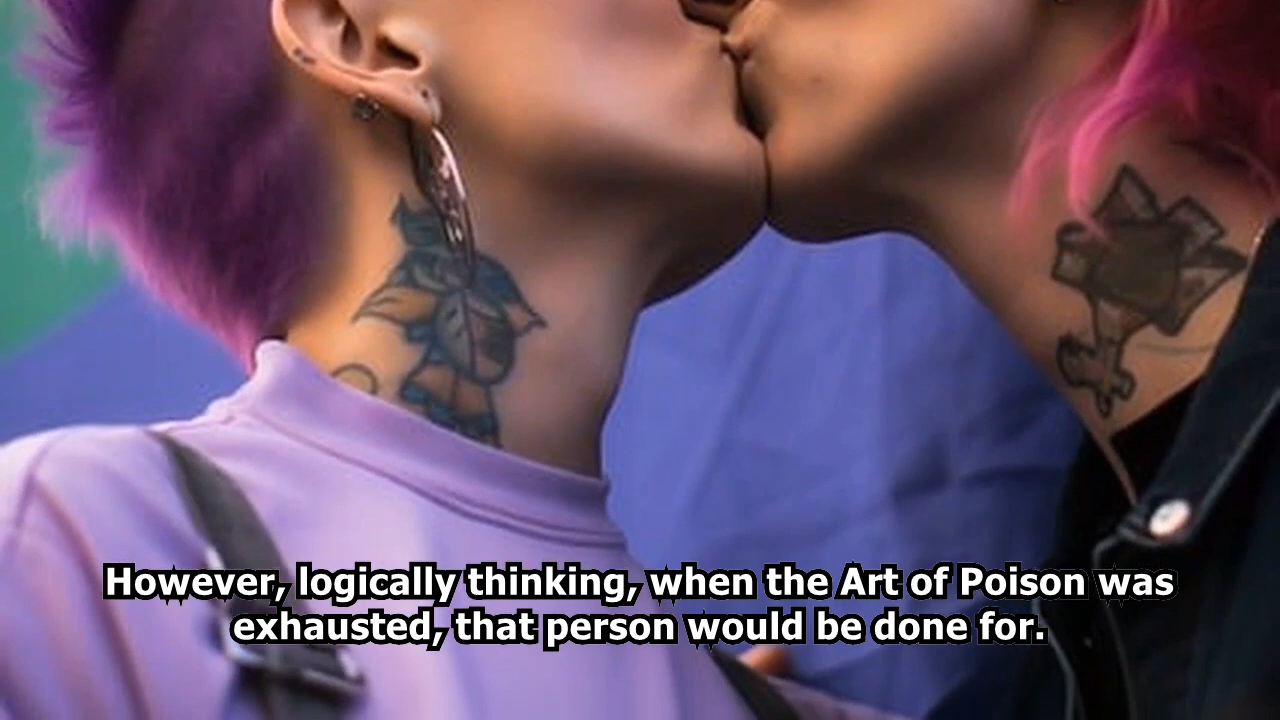 However, logically thinking, when the Art of Poison was
exhausted, that person would be done for.